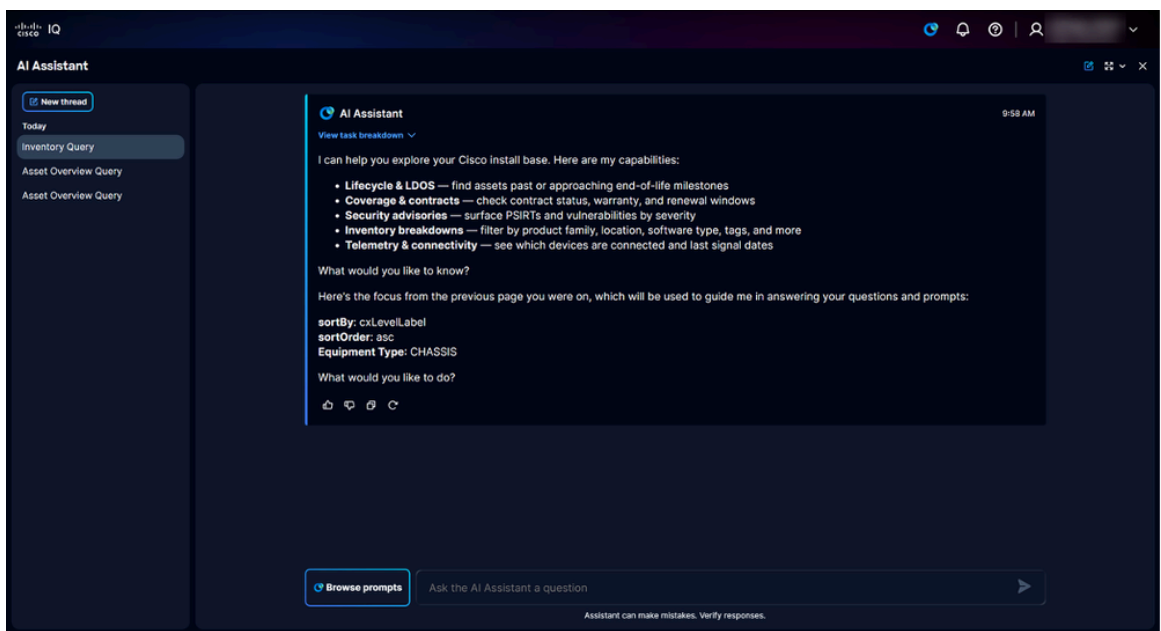 cisco IQ
AI Assistant
New thread
Today
Inventory Query
Asset Overview Query
Asset Overview Query
AI Assistant
9:58 AM
View task breakdown
I can help you explore your Cisco install base. Here are my capabilities:
• Lifecycle & LDOS — find assets past or approaching end-of-life milestones
• Coverage & contracts — check contract status, warranty, and renewal windows
• Security advisories — surface PSIRTs and vulnerabilities by severity
• Inventory breakdowns — filter by product family, location, software type, tags, and more
• Telemetry & connectivity — see which devices are connected and last signal dates
What would you like to know?
Here's the focus from the previous page you were on, which will be used to guide me in answering your questions and prompts:
sortBy: cxLevelLabel
sortOrder: asc
Equipment Type: CHASSIS
What would you like to do?
Browse prompts
Ask the AI Assistant a question
Assistant can make mistakes. Verify responses.